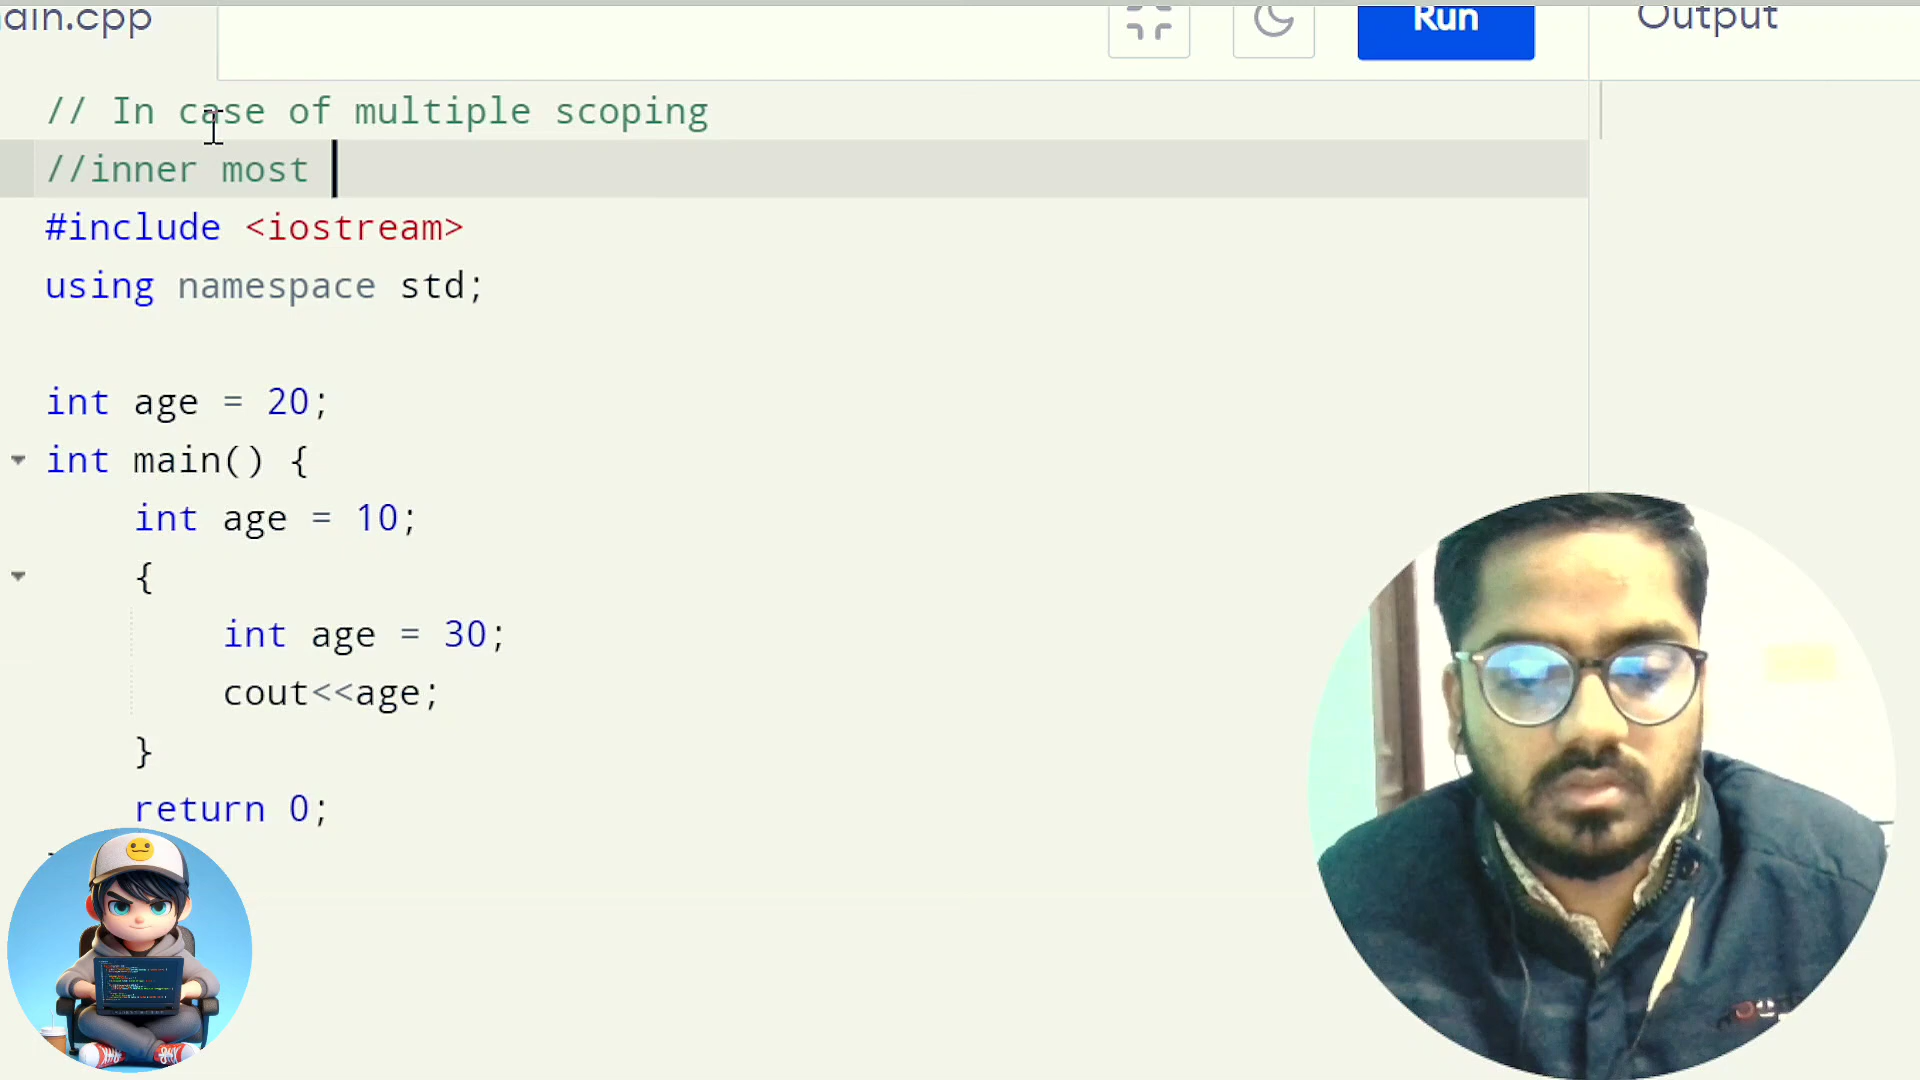 ain.cpp
Run
Output
// In case of multiple scoping
//inner most
#include <iostream>
using namespace std;
int age = 20;
int main() {
int age = 10;
{
int age = 30;
cout<<age;
}
return 0;